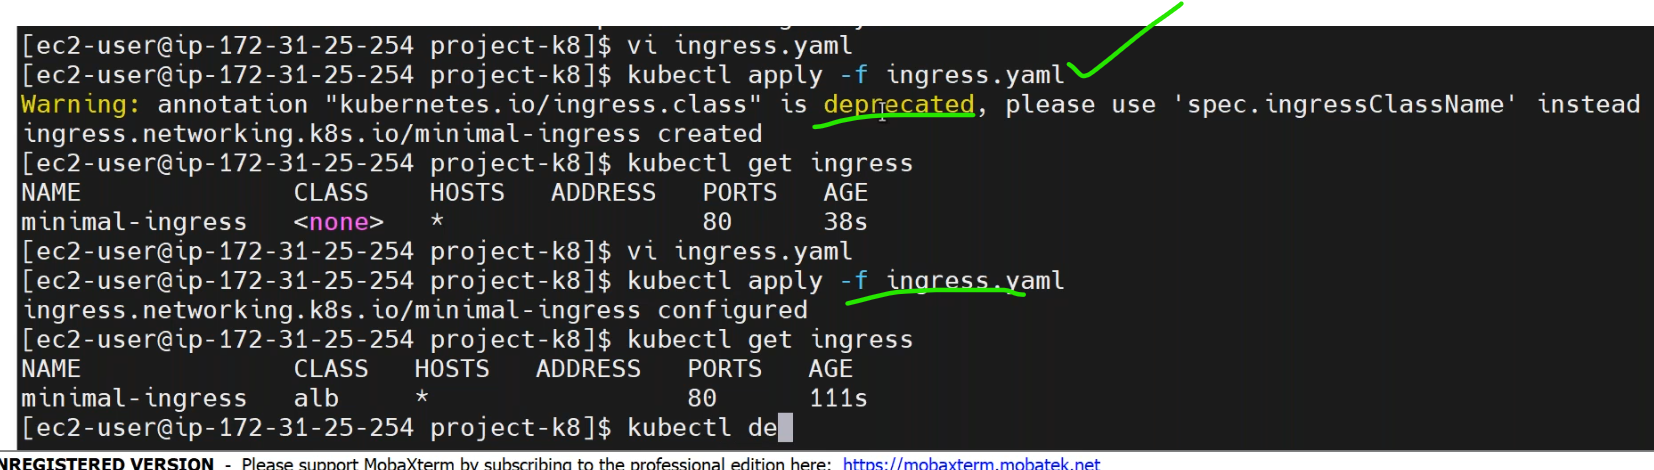 [ec2-user@ip-172-31-25-254 project-k8]$ vi ingress.yaml
[ec2-user@ip-172-31-25-254 project-k8]$ kubectl apply -f ingress.yaml
Warning: annotation "kubernetes.io/ingress.class" is deprecated, please use 'spec.ingressClassName' instead
ingress.networking.k8s.io/minimal-ingress created
[ec2-user@ip-172-31-25-254 project-k8]$ kubectl get ingress
NAME CLASS HOSTS ADDRESS PORTS AGE
minimal-ingress <none> * 80 38s
[ec2-user@ip-172-31-25-254 project-k8]$ vi ingress.yaml
[ec2-user@ip-172-31-25-254 project-k8]$ kubectl apply -f ingress.yaml
ingress.networking.k8s.io/minimal-ingress configured
[ec2-user@ip-172-31-25-254 project-k8]$ kubectl get ingress
NAME CLASS HOSTS ADDRESS PORTS AGE
minimal-ingress alb * 80 111s
[ec2-user@ip-172-31-25-254 project-k8]$ kubectl de
NREGISTERED VERSION - Please support MobaXterm by subscribing to the professional edition here: https://mobaxterm.mobatek.net